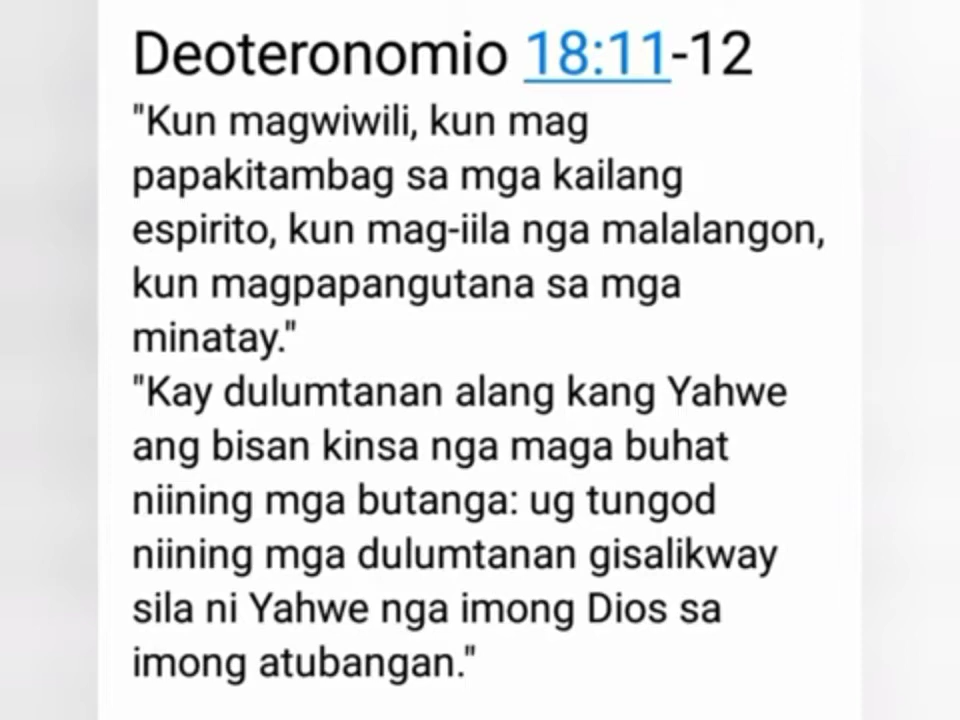 Deoteronomio 18:11-12
"Kun magwiwili, kun mag
papakitambag sa mga kailang
espirito, kun mag-iila nga malalangon,
kun magpapangutana sa mga
minatay."
"Kay dulumtanan alang kang Yahwe
ang bisan kinsa nga maga buhat
niining mga butanga: ug tungod
niining mga dulumtanan gisalikway
sila ni Yahwe nga imong Dios sa
imong atubangan."